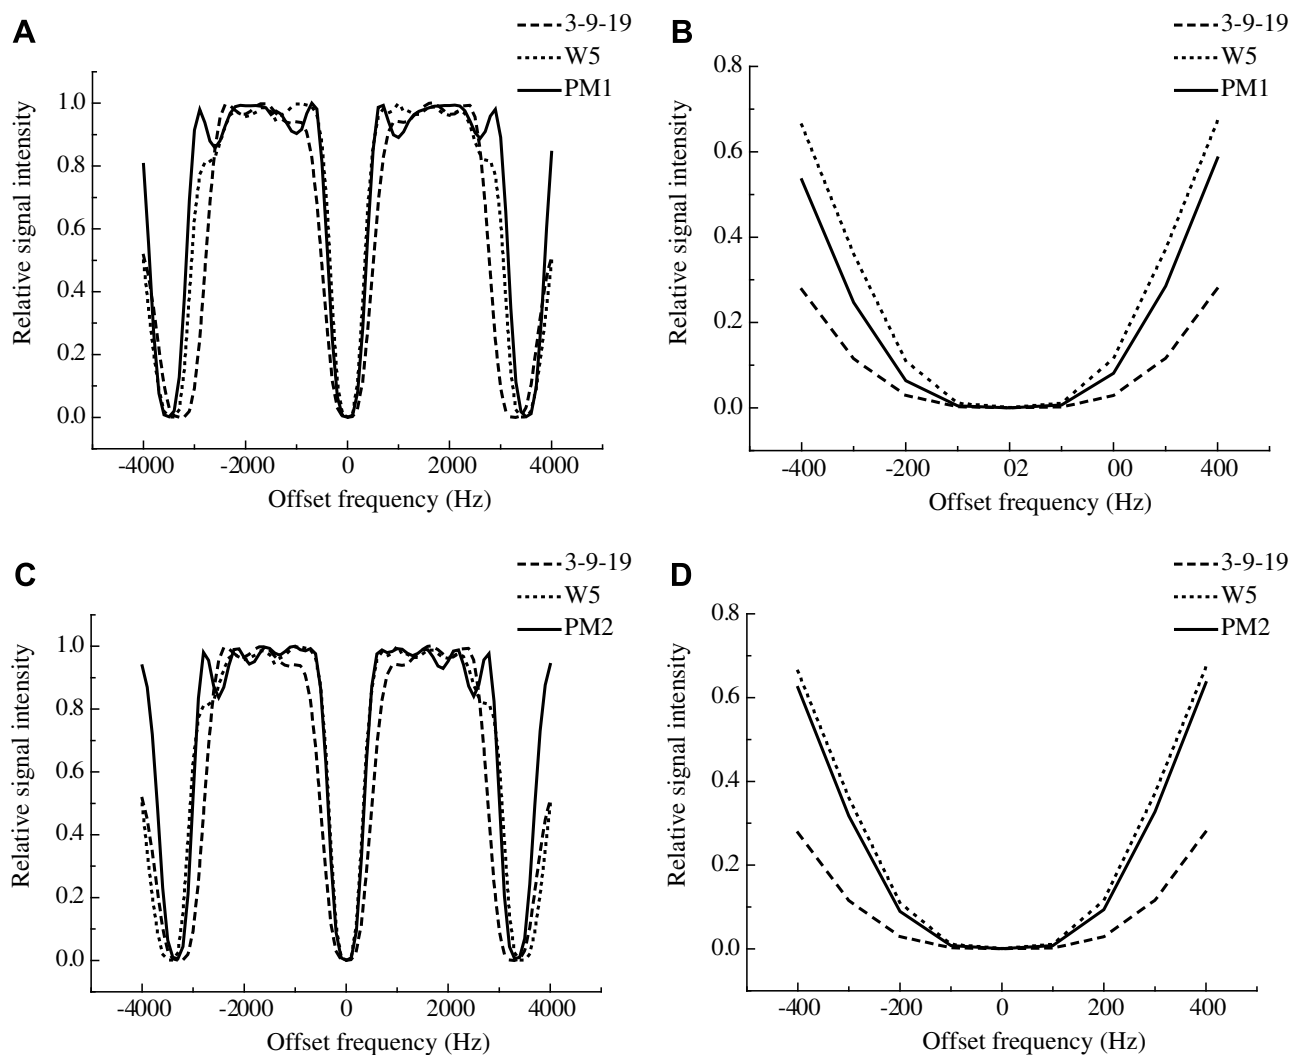 A
3-9-19
W5
PM1
Relative signal intensity
1.0
0.8
0.6
0.4
0.2
0.0
-4000 -2000 0 2000 4000
Offset frequency (Hz)
B
3-9-19
W5
PM1
Relative signal intensity
0.8
0.6
0.4
0.2
0.0
-400 -200 02 00 400
Offset frequency (Hz)
C
3-9-19
W5
PM2
Relative signal intensity
1.0
0.8
0.6
0.4
0.2
0.0
-4000 -2000 0 2000 4000
Offset frequency (Hz)
D
3-9-19
W5
PM2
Relative signal intensity
0.8
0.6
0.4
0.2
0.0
-400 -200 0 200 400
Offset frequency (Hz)